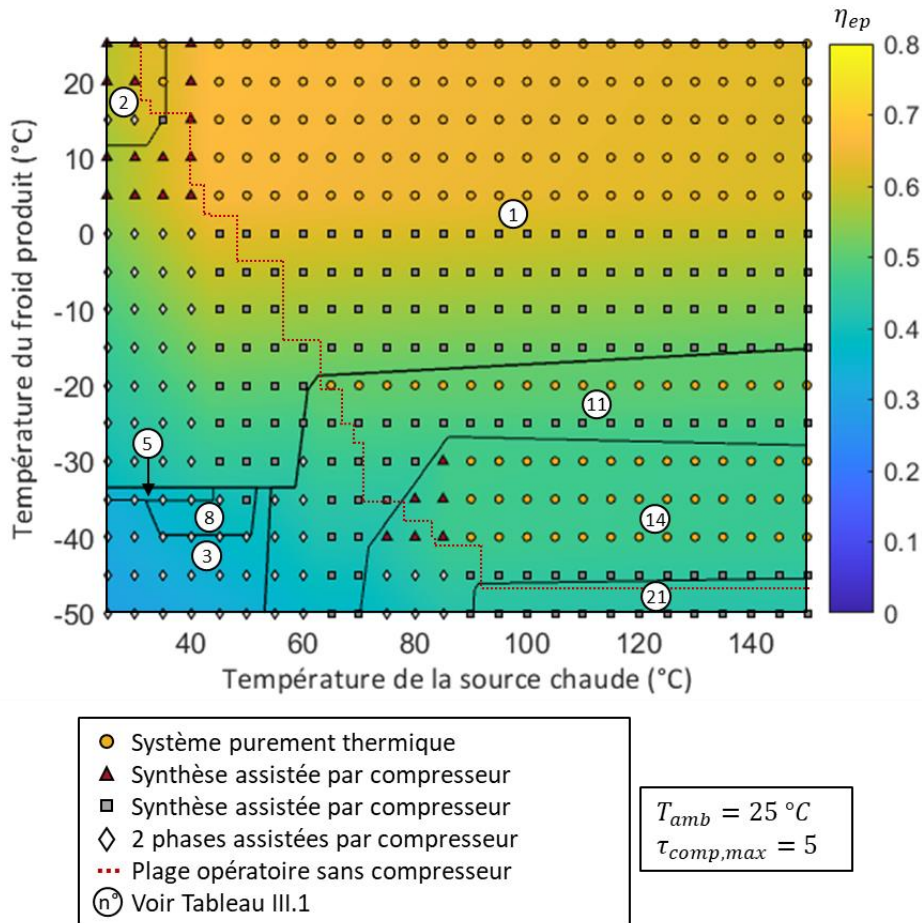 η_ep
0.8
0.7
0.6
0.5
0.4
0.3
0.2
0.1
0
Température du froid produit (°C)
20
10
0
-10
-20
-30
-40
-50
2
1
11
5
8
14
3
21
40
60
80
100
120
140
Température de la source chaude (°C)
Système purement thermique
Synthèse assistée par compresseur
Synthèse assistée par compresseur
2 phases assistées par compresseur
Plage opératoire sans compresseur
n° Voir Tableau III.1
T_amb = 25 °C
τ_comp,max = 5